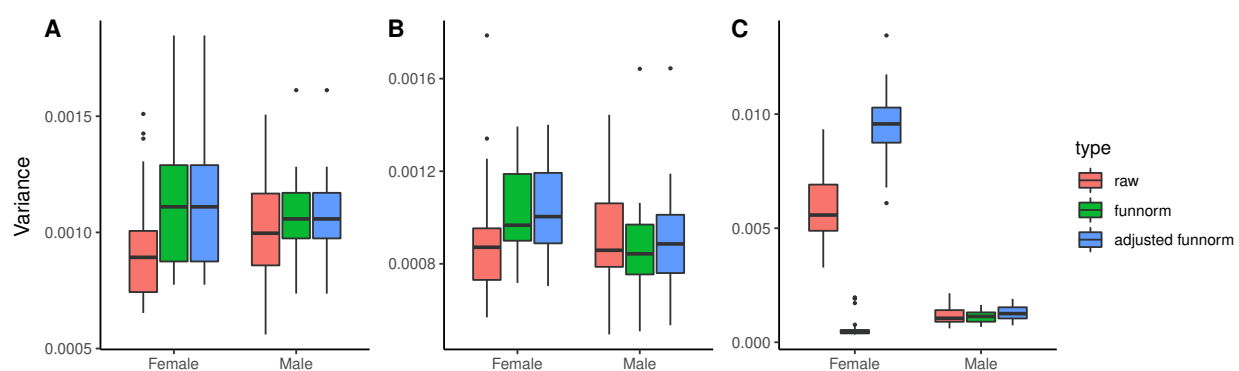 A
B
C
Variance
0.0015
0.0010
0.0005
Female
Male
0.0016
0.0012
0.0008
Female
Male
0.010
0.005
0.000
Female
Male
type
raw
funnorm
adjusted funnorm